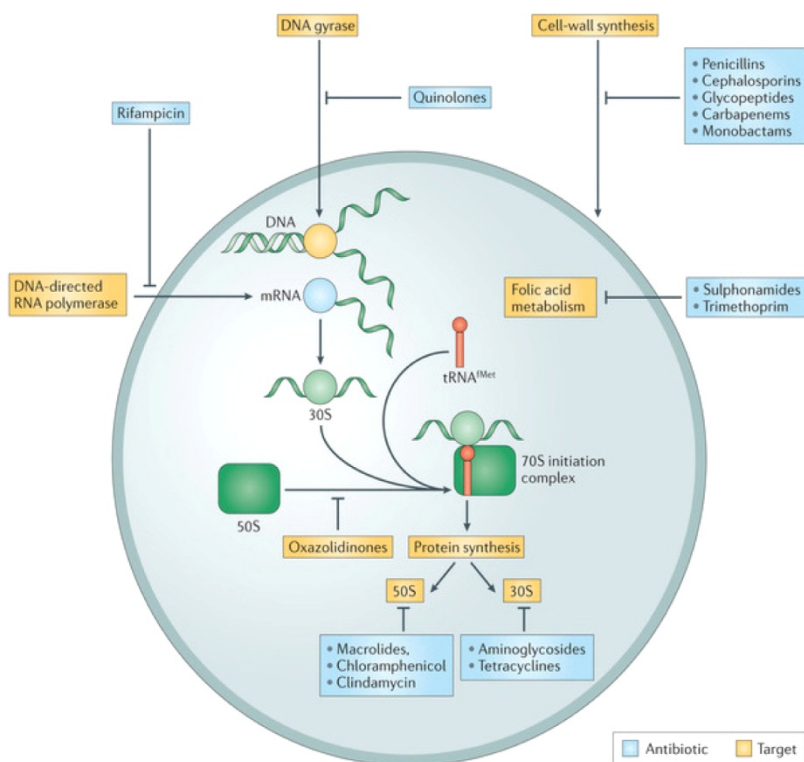 DNA gyrase
Cell-wall synthesis
• Penicillins
• Cephalosporins
• Glycopeptides
• Carbapenems
• Monobactams
Quinolones
Rifampicin
DNA
DNA-directed
RNA polymerase
mRNA
Folic acid
metabolism
• Sulphonamides
• Trimethoprim
tRNAfMet
30S
70S initiation
complex
50S
Oxazolidinones
Protein synthesis
50S
30S
• Macrolides,
• Chloramphenicol
• Clindamycin
• Aminoglycosides
• Tetracyclines
Antibiotic
Target